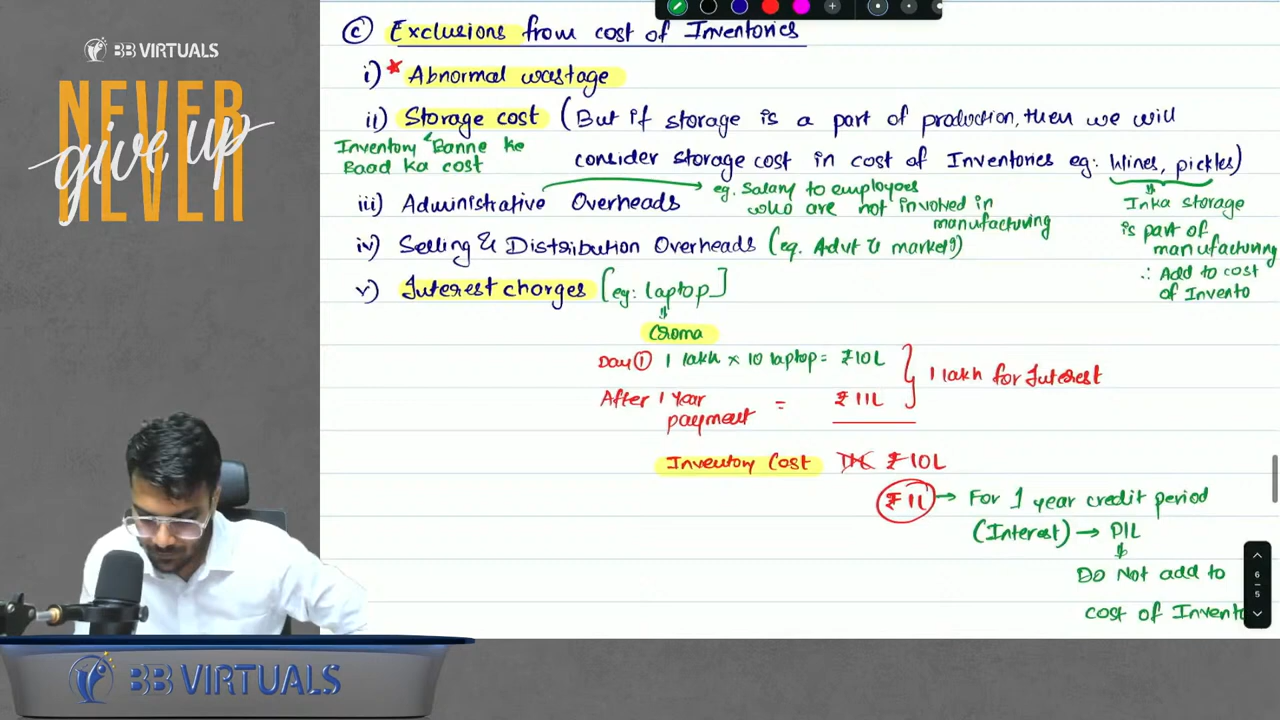 BB VIRTUALS
NEVER
give up
NEVER
© Exclusions from cost of Inventories
i) * Abnormal wastage
ii) Storage cost (But if storage is a part of production, then we will
consider storage cost in cost of Inventories eg: Wines, pickles)
Inventory Banne ke
Baad ka cost
Inka storage
is part of
manufacturing
∴ Add to cost
of Invento
iii) Administrative Overheads
eg. Salary to employees
who are not involved in
manufacturing
iv) Selling & Distribution Overheads (eg. Advt & marketg)
v) Interest charges [eg: laptop]
Croma
Day ① 1 lakh x 10 laptop = ₹10L
After 1 Year
payment = ₹11L
1 lakh for Interest
Inventory Cost ₹10L
₹1L → For 1 year credit period
(Interest) → P/L
Do Not add to
cost of Invent
6
5
BB VIRTUALS